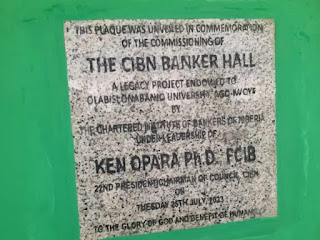 THIS PLAQUE WAS UNVEILED IN COMMEMORATION
OF THE COMMISSIONING OF
THE CIBN BANKER HALL
A LEGACY PROJECT ENDOWED TO
OLABISI ONABANJO UNIVERSITY, AGO-IWOYE
BY
THE CHARTERED INSTITUTE OF BANKERS OF NIGERIA
UNDER LEADERSHIP OF
KEN OPARA Ph.D, FCIB
22ND PRESIDENT/CHAIRMAN OF COUNCIL, CIBN
ON
TUESDAY 25TH JULY, 2023
TO THE GLORY OF GOD AND BENEFIT OF HUMANITY